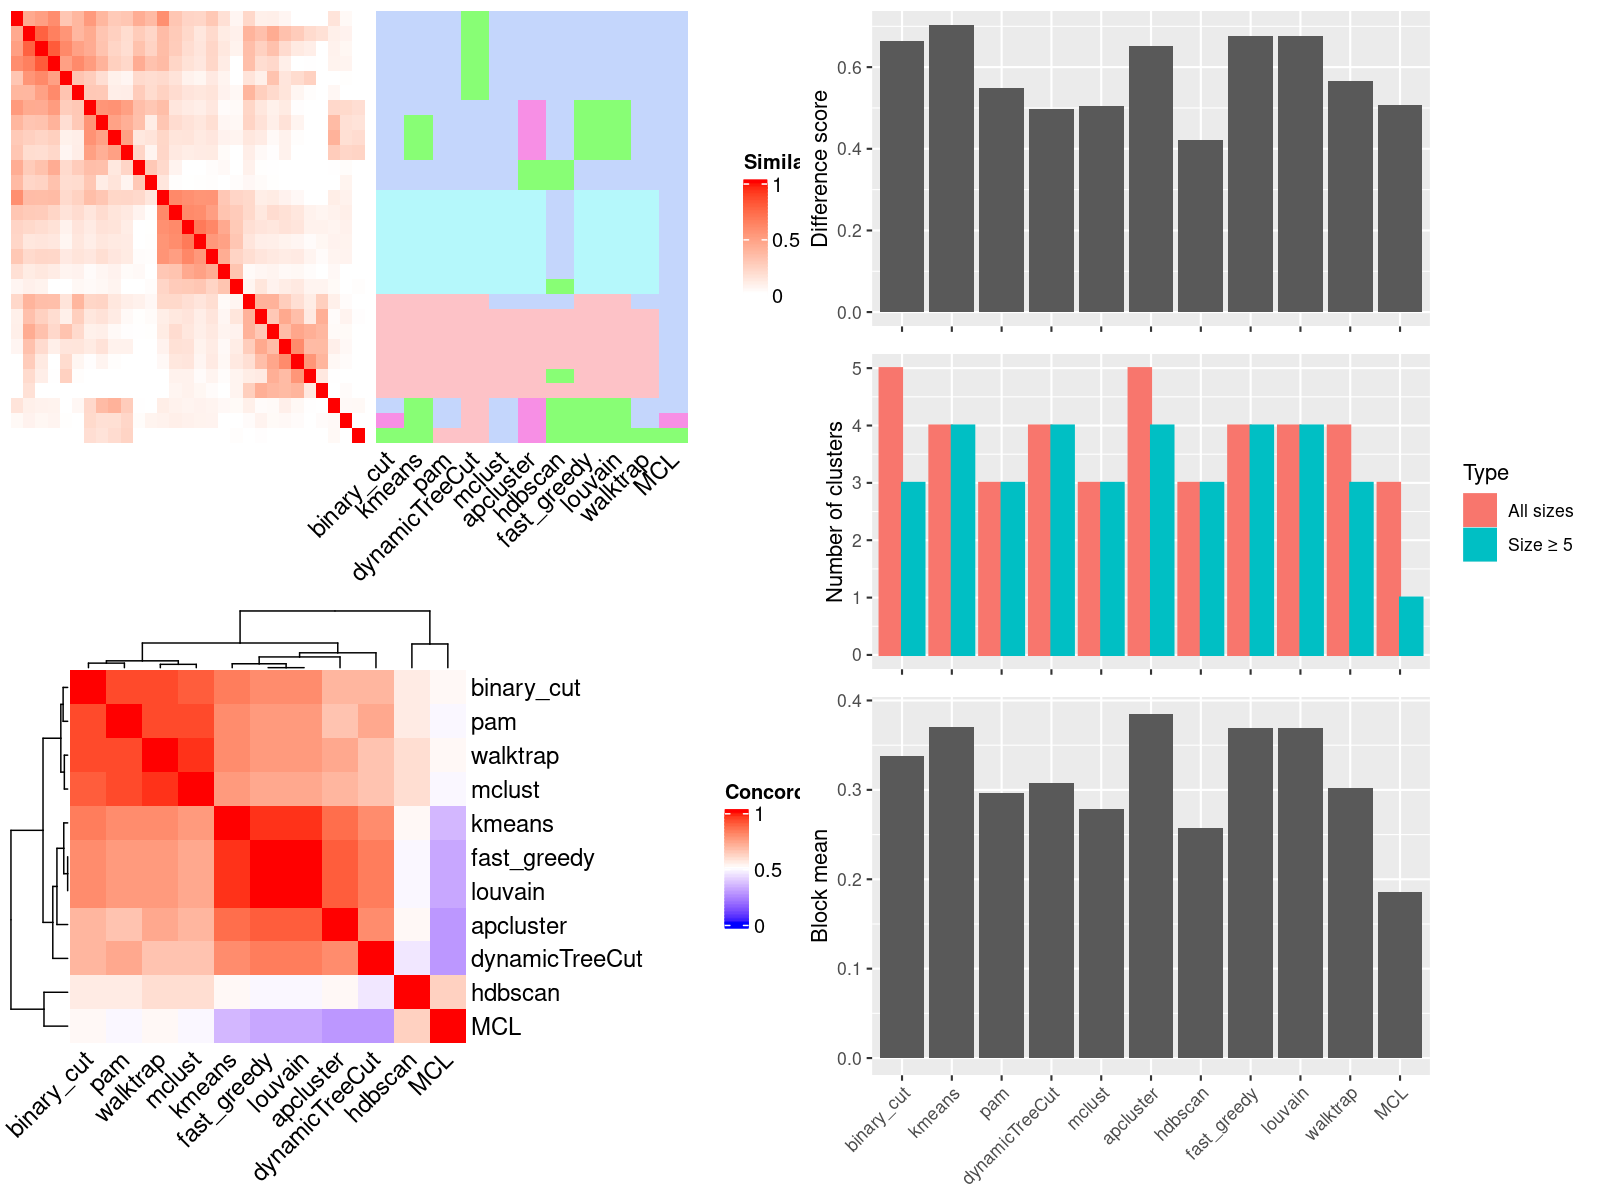 Simila
1
0.5
0
binary_cut
kmeans
pam
dynamicTreeCut
mclust
apcluster
hdbscan
fast_greedy
louvain
walktrap
MCL
binary_cut
pam
walktrap
mclust
kmeans
fast_greedy
louvain
apcluster
dynamicTreeCut
hdbscan
MCL
binary_cut
pam
walktrap
mclust
kmeans
fast_greedy
louvain
apcluster
dynamicTreeCut
hdbscan
MCL
Concord
1
0.5
0
Difference score
0.6
0.4
0.2
0.0
Number of clusters
5
4
3
2
1
0
Type
All sizes
Size ≥ 5
Block mean
0.4
0.3
0.2
0.1
0.0
binary_cut
kmeans
pam
dynamicTreeCut
mclust
apcluster
hdbscan
fast_greedy
louvain
walktrap
MCL